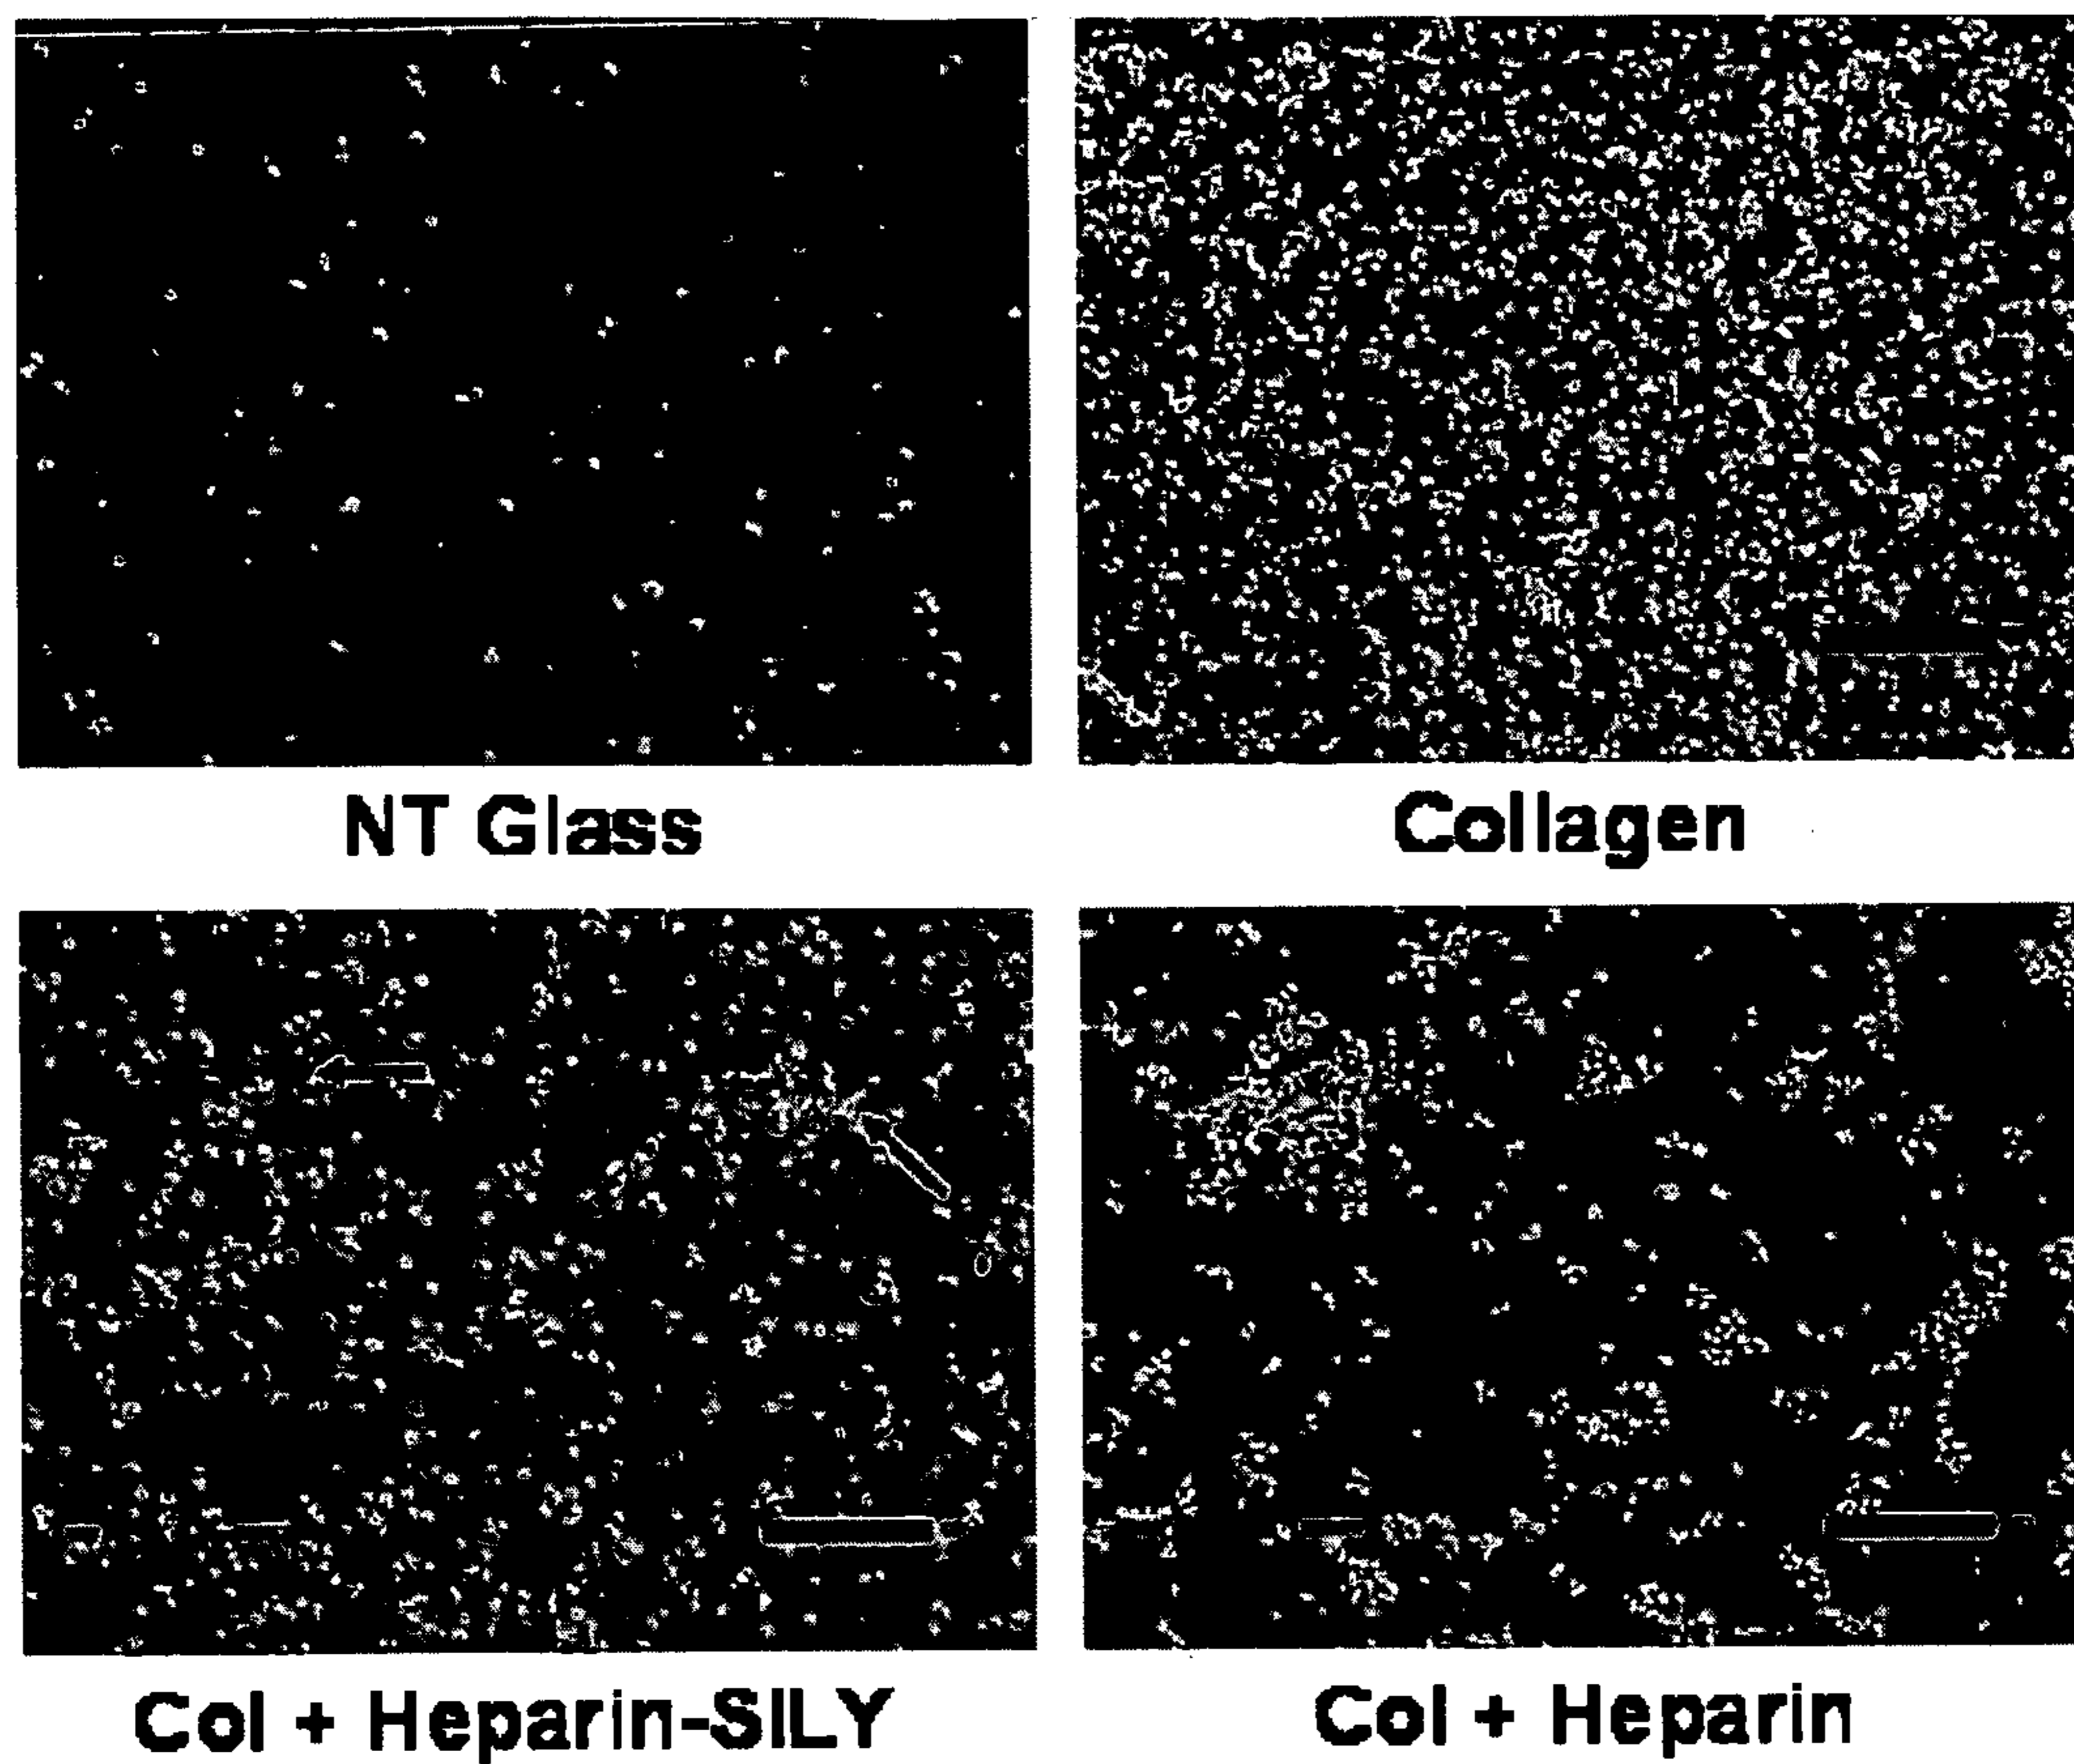 NT Glass
Collagen
Col + Heparin-SILY
Col + Heparin